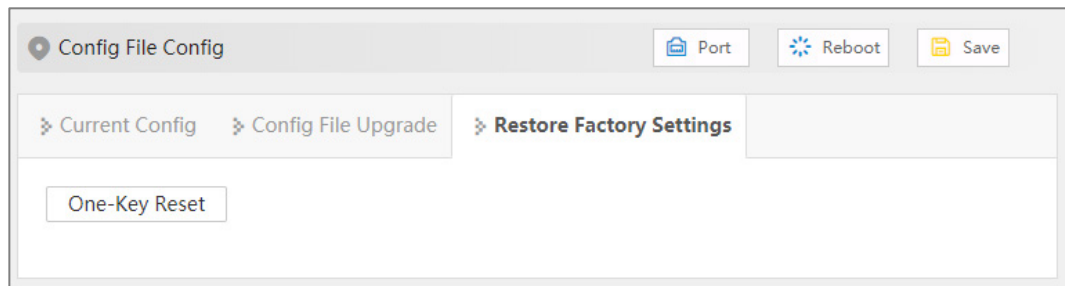 Config File Config Port Reboot Save
Current Config Config File Upgrade Restore Factory Settings
One-Key Reset